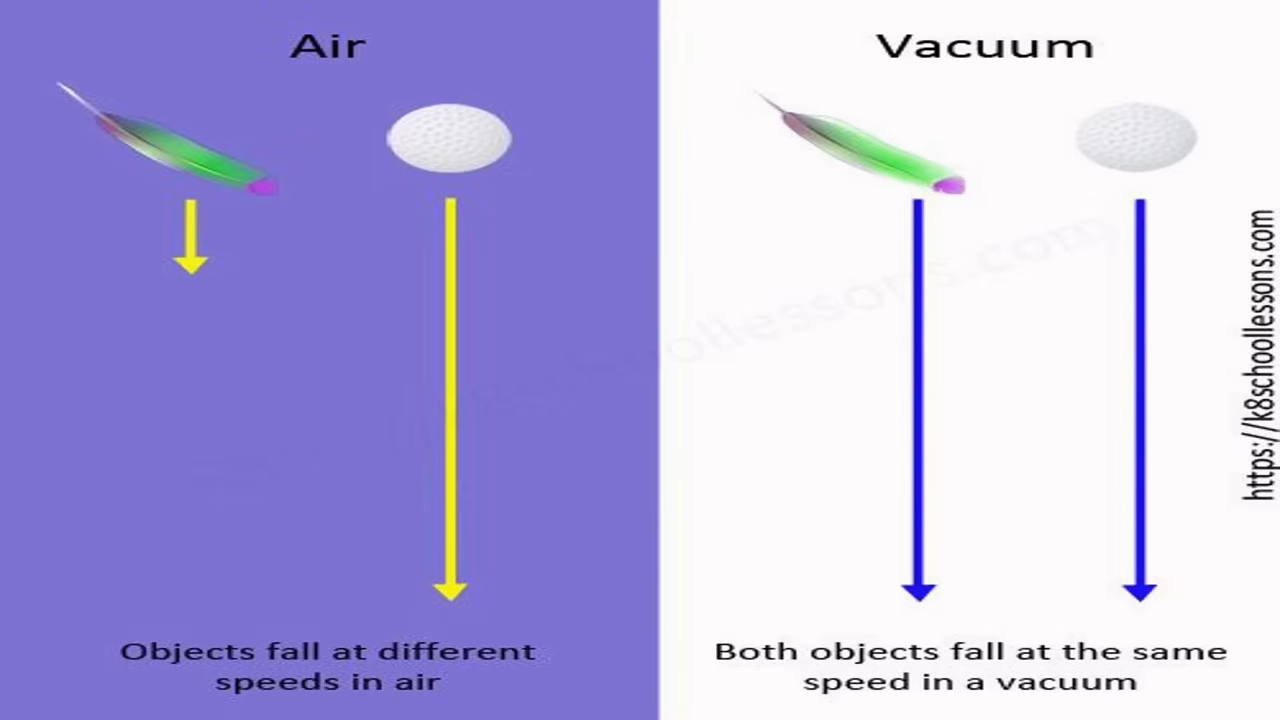 Air
Objects fall at different
speeds in air
Vacuum
Both objects fall at the same
speed in a vacuum
https://k8schoollessons.com